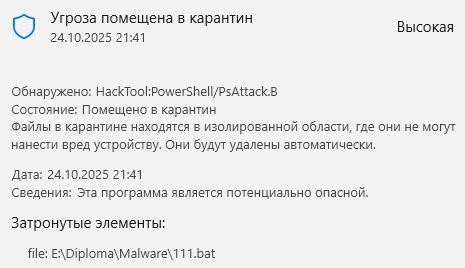 Угроза помещена в карантин
24.10.2025 21:41
Высокая
Обнаружено: HackTool:PowerShell/PsAttack.B
Состояние: Помещено в карантин
Файлы в карантине находятся в изолированной области, где они не могут
нанести вред устройству. Они будут удалены автоматически.
Дата: 24.10.2025 21:41
Сведения: Эта программа является потенциально опасной.
Затронутые элементы:
file: E:\Diploma\Malware\111.bat